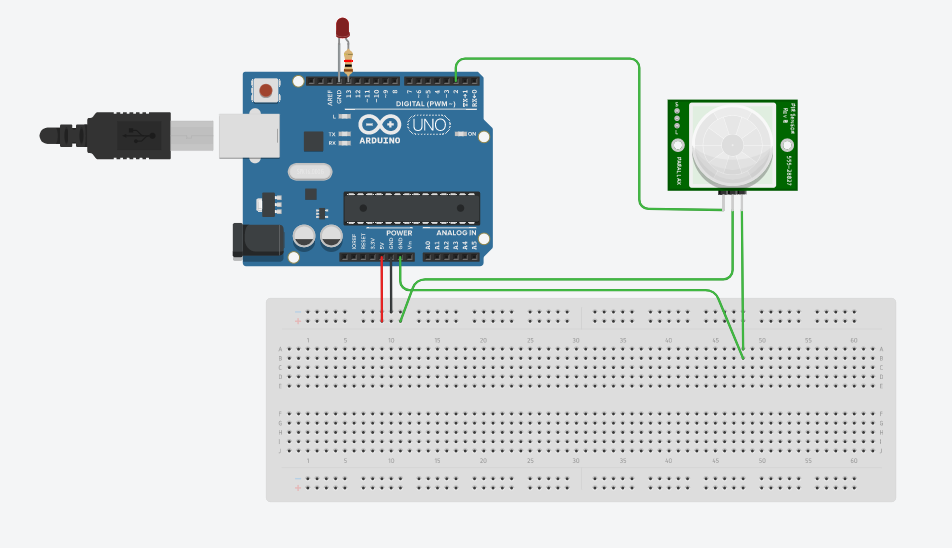 AREF
GND
13
12
~11
~10
~9
8
7
~6
~5
4
~3
2
TX→1
RX←0
DIGITAL (PWM~)
L
TX
RX
ARDUINO
UNO
ON
POWER
ANALOG IN
IOREF
RESET
3.3V
5V
GND
GND
Vin
A0
A1
A2
A3
A4
A5
PIR Sensor
Rev B
555-28027
PARALLAX
1 5 10 15 20 25 30 35 40 45 50 55 60
A A
B B
C C
D D
E E
F F
G G
H H
I I
J J
1 5 10 15 20 25 30 35 40 45 50 55 60